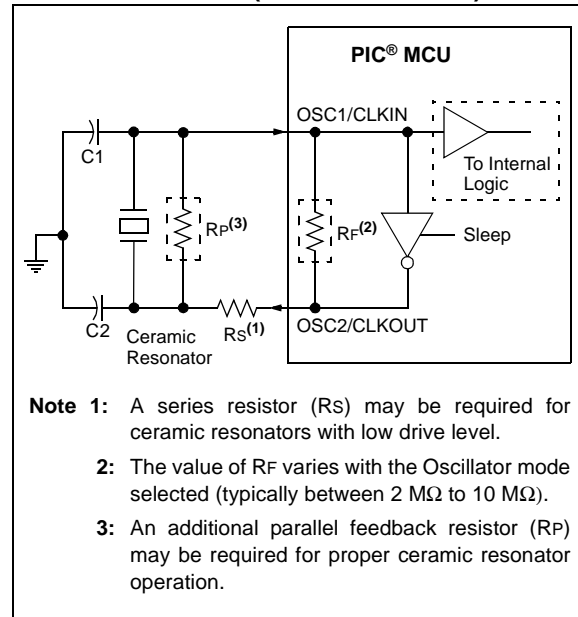 PIC® MCU
OSC1/CLKIN
C1
To Internal
Logic
RP(3)
RF(2)
Sleep
C2
Ceramic
Resonator
RS(1)
OSC2/CLKOUT
Note 1: A series resistor (RS) may be required for
ceramic resonators with low drive level.
2: The value of RF varies with the Oscillator mode
selected (typically between 2 MΩ to 10 MΩ).
3: An additional parallel feedback resistor (RP)
may be required for proper ceramic resonator
operation.